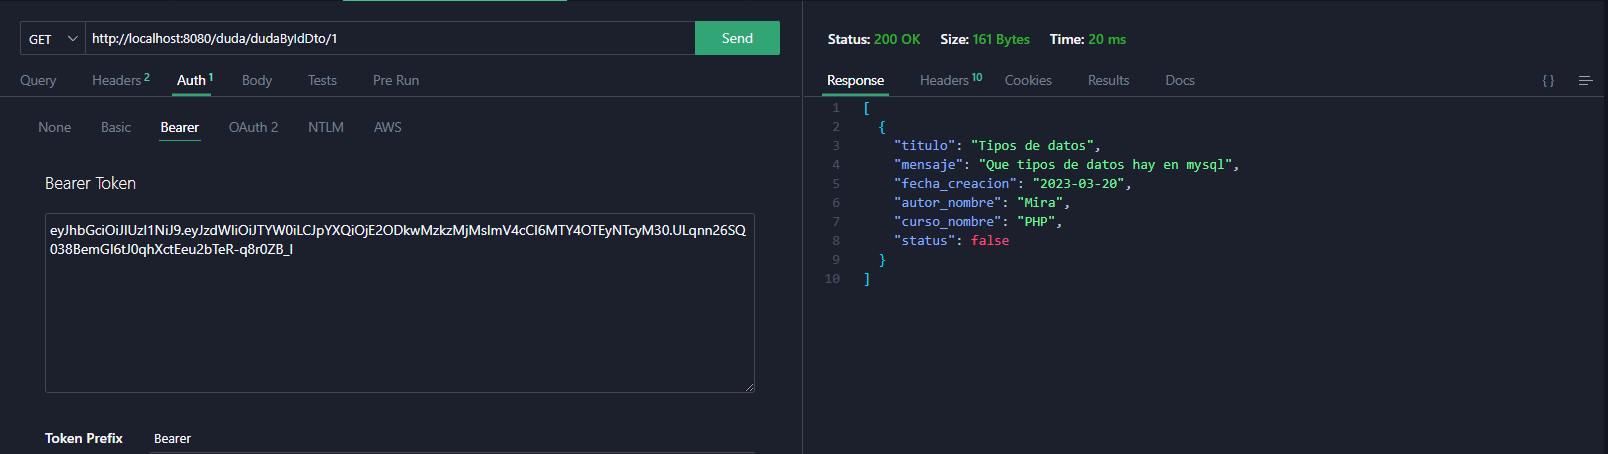 GET http://localhost:8080/duda/dudaByIdDto/1 Send
Query Headers 2 Auth 1 Body Tests Pre Run
None Basic Bearer OAuth 2 NTLM AWS
Bearer Token
eyJhbGciOiJIUzI1NiJ9.eyJzdWIiOiJTYW0iLCJpYXQiOjE2ODkwMzkzMjMsImV4cCI6MTY4OTEyNTcyM30.ULqnn26SQ
038BemGl6tJ0qhXctEeu2bTeR-q8r0ZB_I
Token Prefix Bearer
Status: 200 OK Size: 161 Bytes Time: 20 ms
Response Headers 10 Cookies Results Docs { }
1 [
2 {
3 "titulo": "Tipos de datos",
4 "mensaje": "Que tipos de datos hay en mysql",
5 "fecha_creacion": "2023-03-20",
6 "autor_nombre": "Mira",
7 "curso_nombre": "PHP",
8 "status": false
9 }
10 ]